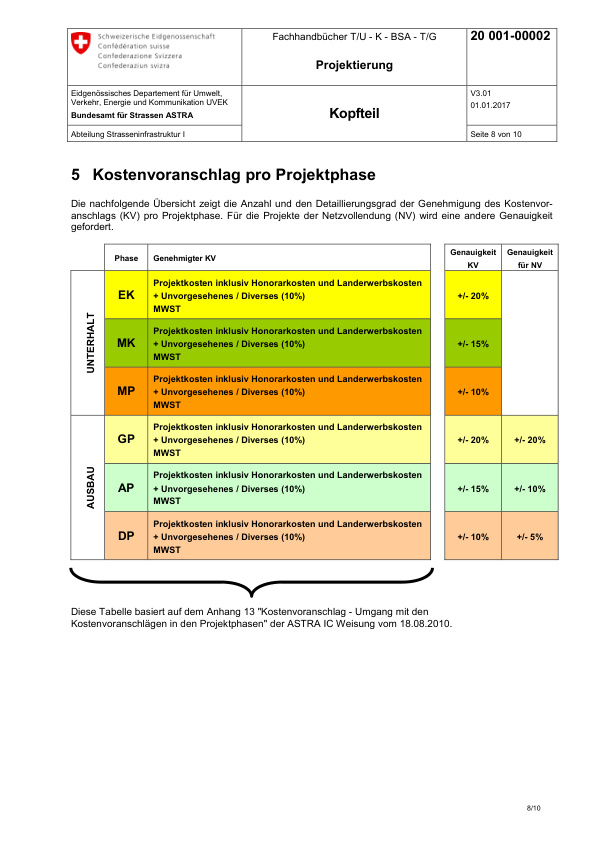 Schweizerische Eidgenossenschaft
Confédération suisse
Confederazione Svizzera
Confederaziun svizra
Fachhandbücher T/U - K - BSA - T/G
Projektierung
20 001-00002
Eidgenössisches Departement für Umwelt,
Verkehr, Energie und Kommunikation UVEK
Bundesamt für Strassen ASTRA
Kopfteil
V3.01
01.01.2017
Abteilung Strasseninfrastruktur I
Seite 8 von 10
5 Kostenvoranschlag pro Projektphase
Die nachfolgende Übersicht zeigt die Anzahl und den Detaillierungsgrad der Genehmigung des Kostenvor-
anschlags (KV) pro Projektphase. Für die Projekte der Netzvollendung (NV) wird eine andere Genauigkeit
gefordert.
Phase
Genehmigter KV
Genauigkeit
KV
Genauigkeit
für NV
UNTERHALT
EK
Projektkosten inklusiv Honorarkosten und Landerwerbskosten
+ Unvorgesehenes / Diverses (10%)
MWST
+/- 20%
MK
Projektkosten inklusiv Honorarkosten und Landerwerbskosten
+ Unvorgesehenes / Diverses (10%)
MWST
+/- 15%
MP
Projektkosten inklusiv Honorarkosten und Landerwerbskosten
+ Unvorgesehenes / Diverses (10%)
MWST
+/- 10%
AUSBAU
GP
Projektkosten inklusiv Honorarkosten und Landerwerbskosten
+ Unvorgesehenes / Diverses (10%)
MWST
+/- 20%
+/- 20%
AP
Projektkosten inklusiv Honorarkosten und Landerwerbskosten
+ Unvorgesehenes / Diverses (10%)
MWST
+/- 15%
+/- 10%
DP
Projektkosten inklusiv Honorarkosten und Landerwerbskosten
+ Unvorgesehenes / Diverses (10%)
MWST
+/- 10%
+/- 5%
Diese Tabelle basiert auf dem Anhang 13 "Kostenvoranschlag - Umgang mit den
Kostenvoranschlägen in den Projektphasen" der ASTRA IC Weisung vom 18.08.2010.
8/10